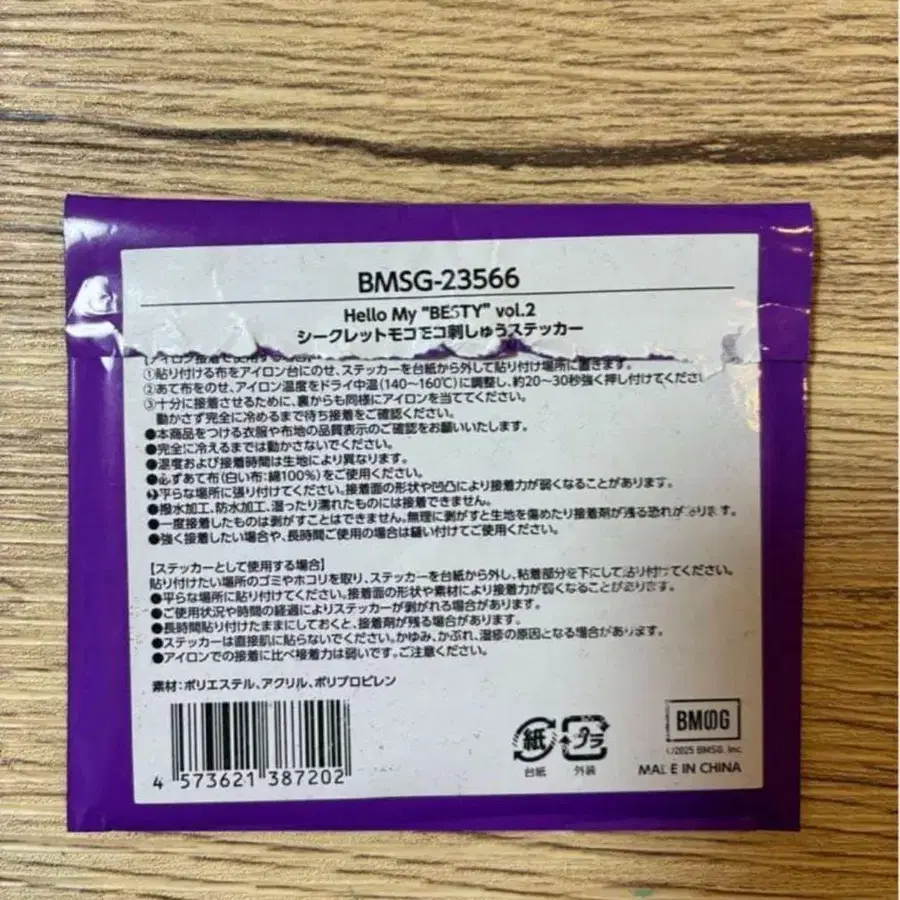 BMSG-23566
Hello My "BESTY" vol.2
シークレットモコモコ刺しゅうステッカー
①貼り付ける布をアイロン台にのせ、ステッカーを台紙から外して貼り付け場所に置きます。
②あて布をのせ、アイロン温度をドライ中温(140〜160℃)に調整し、約20〜30秒強く押し付けてくださ
③十分に接着させるために、裏からも同様にアイロンを当ててください。
動かさず完全に冷めるまで待ち接着をご確認ください。
●本商品をつける衣服や布地の品質表示のご確認をお願いいたします。
●完全に冷えるまでは動かさないでください。
●温度および接着時間は生地により異なります。
●必ずあて布(白い布:綿100%)をご使用ください。
●平らな場所に張り付けてください。接着面の形状や凹凸により接着力が弱くなることがあります。
●撥水加工、防水加工、湿ったり濡れたものには接着できません。
●一度接着したものは剥がすことはできません。無理に剥がすと生地を傷めたり接着剤が残る恐れがあります。
●強く接着したい場合や、長時間ご使用の場合は縫い付けてご使用ください。
【ステッカーとして使用する場合】
貼り付けたい場所のゴミやホコリを取り、ステッカーを台紙から外し、粘着部分を下にして貼り付けてください。
●平らな場所に貼り付けてください。接着面の形状や素材により接着力が弱くなることがあります。
●ご使用状況や時間の経過によりステッカーが剥がれる場合があります。
●長時間貼り付けたままにしておくと、接着剤が残る場合があります。
●ステッカーは直接肌に貼らないでください。かゆみ、かぶれ、湿疹の原因となる場合があります。
●アイロンでの接着に比べ接着力は弱いです。ご注意ください。
素材:ポリエステル、アクリル、ポリプロピレン
4 573621 387202
紙
台紙
プラ
外装
BMSG
©2025 BMSG, Inc
MADE IN CHINA